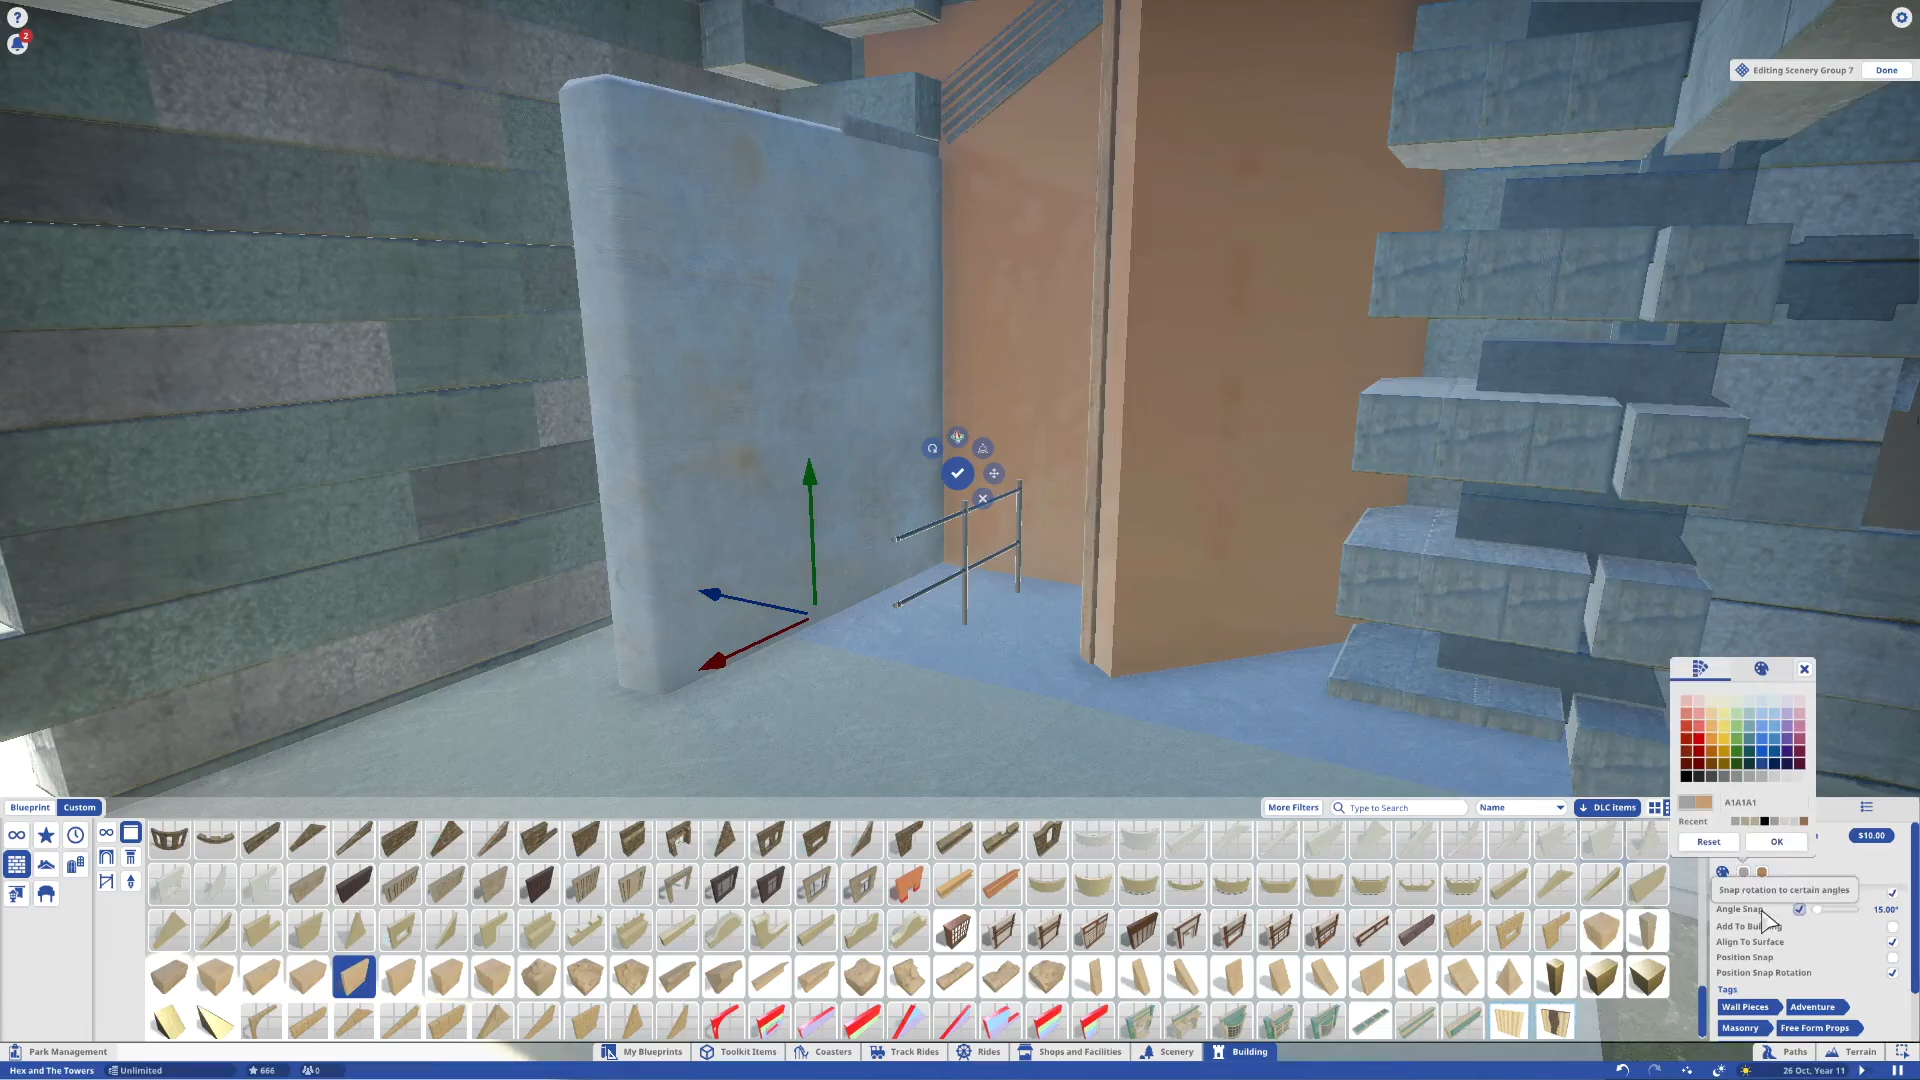 ?
2
Editing Scenery Group 7
Done
Blueprint
Custom
More Filters
Type to Search
Name
DLC items
A1A1A1
Recent
Reset
OK
$10.00
Snap rotation to certain angles
Angle Snap
15.00°
Add To Building
Align To Surface
Position Snap
Position Snap Rotation
Tags
Wall Pieces
Adventure
Masonry
Free Form Props
Park Management
My Blueprints
Toolkit Items
Coasters
Track Rides
Rides
Shops and Facilities
Scenery
Building
Paths
Terrain
Hex and The Towers
Unlimited
666
0
26 Oct, Year 11